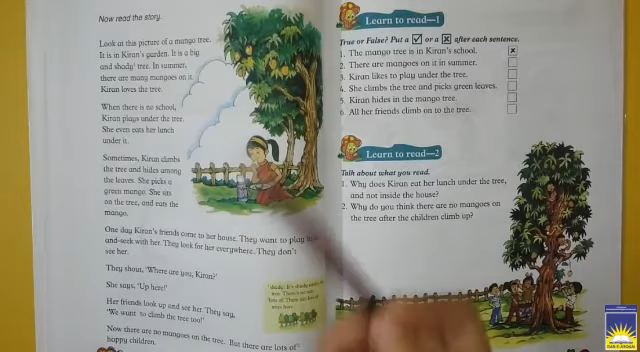 Now read the story.
Look at this picture of a mango tree.
It is in Kiran's garden. It is a big
and shady* tree. In summer,
there are many mangoes on it.
Kiran loves the tree.
When there is no school,
Kiran plays under the tree.
She even eats her lunch
under it.
Sometimes, Kiran climbs
the tree and hides among
the leaves. She picks a
green mango. She sits
on the tree, and eats the
mango.
One day Kiran's friends come to her house. They want to play
and-seek with her. They look for her everywhere. They don't
see her.
They shout, 'Where are you, Kiran?'
She says, 'Up here!'
Her friends look up and see her. They say,
'We want to climb the tree too!'
Now there are no mangoes on the tree. But there are lots of
happy children.
Learn to read—1
True or False? Put a ☑ or a ☒ after each sentence.
1. The mango tree is in Kiran's school.
2. There are mangoes on it in summer.
3. Kiran likes to play under the tree.
4. She climbs the tree and picks green leaves.
5. Kiran hides in the mango tree.
6. All her friends climb on to the tree.
Learn to read—2
Talk about what you read.
1. Why does Kiran eat her lunch under the tree,
and not inside the house?
2. Why do you think there are no mangoes on
the tree after the children climb up?